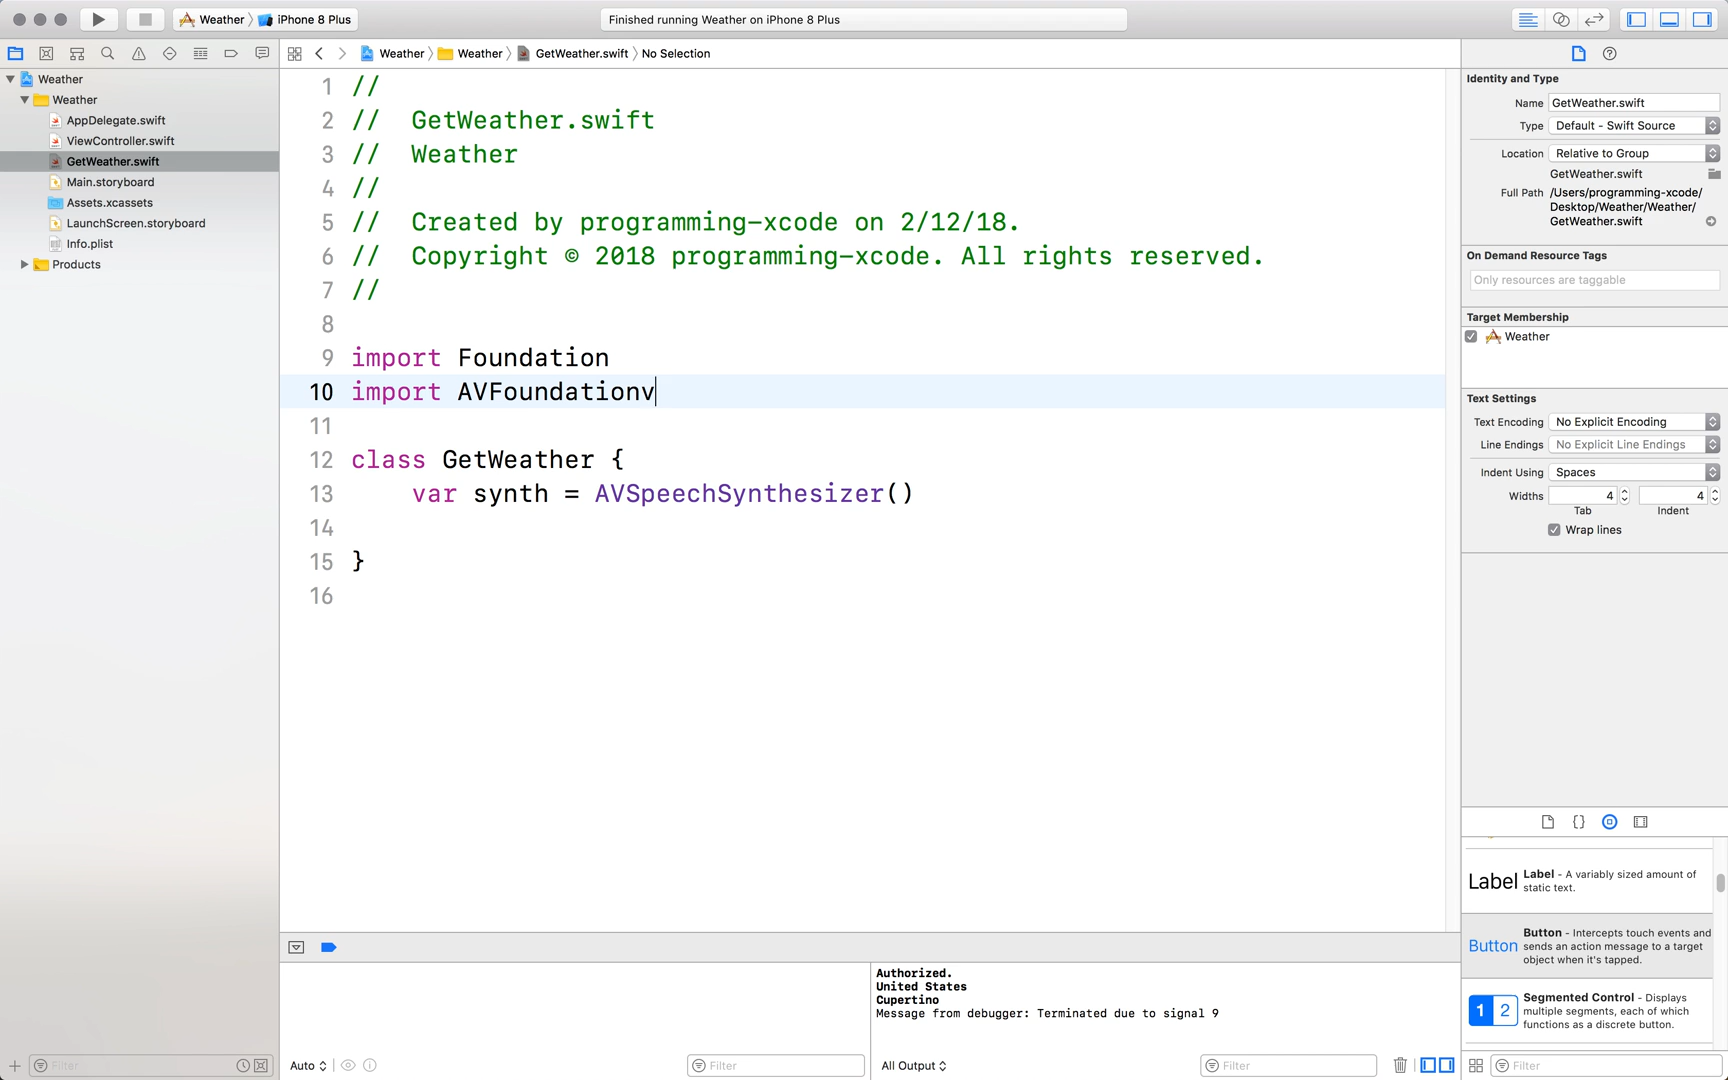 Weather
iPhone 8 Plus
Finished running Weather on iPhone 8 Plus
Weather
Weather
GetWeather.swift
No Selection
Weather
Weather
AppDelegate.swift
ViewController.swift
GetWeather.swift
Main.storyboard
Assets.xcassets
LaunchScreen.storyboard
Info.plist
Products
Filter
1 //
2 // GetWeather.swift
3 // Weather
4 //
5 // Created by programming-xcode on 2/12/18.
6 // Copyright © 2018 programming-xcode. All rights reserved.
7 //
8
9 import Foundation
10 import AVFoundationv
11
12 class GetWeather {
13 var synth = AVSpeechSynthesizer()
14
15 }
16
Auto
Filter
Authorized.
United States
Cupertino
Message from debugger: Terminated due to signal 9
All Output
Filter
Identity and Type
Name GetWeather.swift
Type Default - Swift Source
Location Relative to Group
GetWeather.swift
Full Path /Users/programming-xcode/
Desktop/Weather/Weather/
GetWeather.swift
On Demand Resource Tags
Only resources are taggable
Target Membership
Weather
Text Settings
Text Encoding No Explicit Encoding
Line Endings No Explicit Line Endings
Indent Using Spaces
Widths 4 4
Tab Indent
Wrap lines
Label
Label - A variably sized amount of
static text.
Button
Button - Intercepts touch events and
sends an action message to a target
object when it's tapped.
1 2
Segmented Control - Displays
multiple segments, each of which
functions as a discrete button.
Filter